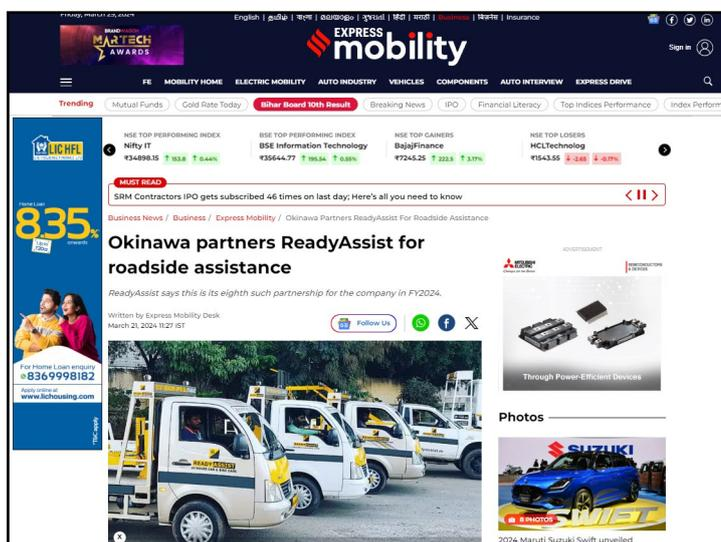 Friday, March 29, 2024
English | தமிழ் | বাংলা | മലയാളം | ગુજરાતી | हिंदी | मराठी | Business | बिज़नेस | Insurance
BRANDWAGON
MARTECH
AWARDS
EXPRESS
mobility
Sign in
FE MOBILITY HOME ELECTRIC MOBILITY AUTO INDUSTRY VEHICLES COMPONENTS AUTO INTERVIEW EXPRESS DRIVE
Trending Mutual Funds Gold Rate Today Bihar Board 10th Result Breaking News IPO Financial Literacy Top Indices Performance Index Perform
NSE TOP PERFORMING INDEX
Nifty IT
₹34898.15 ↑ 153.8 ↑ 0.44%
BSE TOP PERFORMING INDEX
BSE Information Technology
₹35644.77 ↑ 195.54 ↑ 0.55%
NSE TOP GAINERS
BajajFinance
₹7245.25 ↑ 222.5 ↑ 3.17%
NSE TOP LOSERS
HCLTechnology
₹1543.55 ↓ -2.65 ↓ -0.17%
MUST READ
SRM Contractors IPO gets subscribed 46 times on last day; Here's all you need to know
Business News / Business / Express Mobility / Okinawa Partners ReadyAssist For Roadside Assistance
Okinawa partners ReadyAssist for
roadside assistance
ReadyAssist says this is its eighth such partnership for the company in FY2024.
Written by Express Mobility Desk
March 21, 2024 11:27 IST
Follow Us
READYASSIST
X
LIC HFL
Home Loan
8.35%
onwards
For Home Loan enquiry
8369998182
Apply online at
www.lichousing.com
*T&C apply
ADVERTISEMENT
MITSUBISHI
ELECTRIC
Changes for the Better
SEMICONDUCTORS
& DEVICES
Through Power-Efficient Devices
Photos
SUZUKI
SWIFT
8 PHOTOS
2024 Maruti Suzuki Swift unveiled